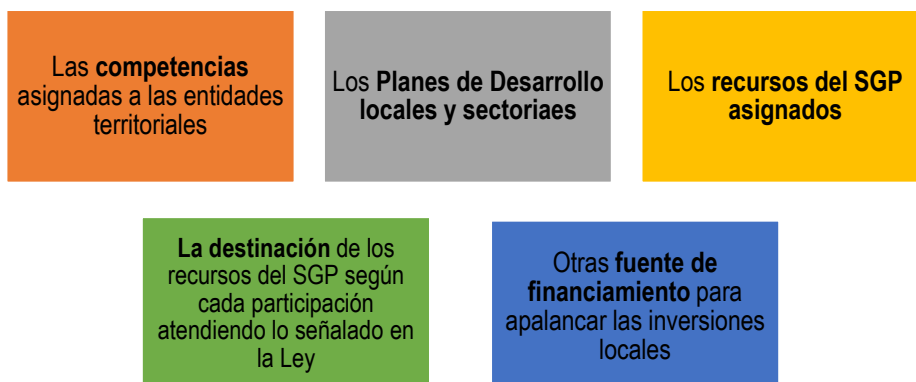 Las competencias
asignadas a las entidades
territoriales
Los Planes de Desarrollo
locales y sectoriaes
Los recursos del SGP
asignados
La destinación de los
recursos del SGP según
cada participación
atendiendo lo señalado en
la Ley
Otras fuente de
financiamiento para
apalancar las inversiones
locales